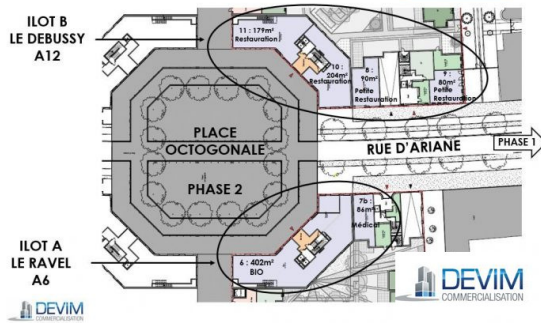 ILOT B
LE DEBUSSY
A12
11 : 179m²
Restauration
10 :
204m²
Restauration
8 :
90m²
Petite
Restauration
9 :
80m²
Petite
Restauration
PLACE
OCTOGONALE
PHASE 2
RUE D'ARIANE
PHASE 1
7b :
86m²
Médical
6 : 402m²
BIO
ILOT A
LE RAVEL
A6
DEVIM
COMMERCIALISATION
DEVIM
COMMERCIALISATION